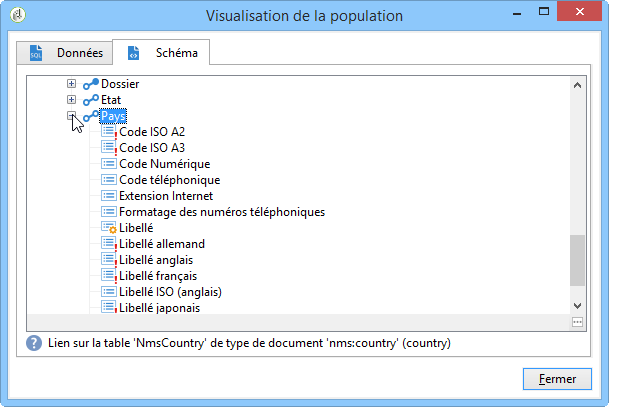 Visualisation de la population
SQL Données
Schéma
Dossier
Etat
Pays
Code ISO A2
Code ISO A3
Code Numérique
Code téléphonique
Extension Internet
Formatage des numéros téléphoniques
Libellé
Libellé allemand
Libellé anglais
Libellé français
Libellé ISO (anglais)
Libellé japonais
Lien sur la table 'NmsCountry' de type de document 'nms:country' (country)
Fermer